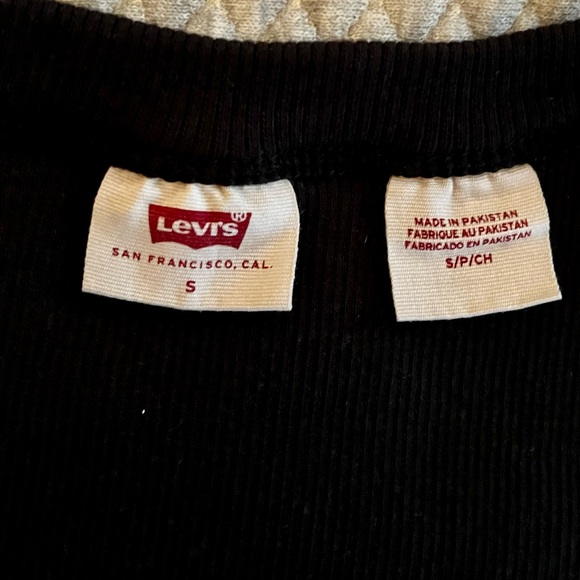 Levi's®
SAN FRANCISCO, CAL.
S
MADE IN PAKISTAN
FABRIQUE AU PAKISTAN
FABRICADO EN PAKISTAN
S/P/CH